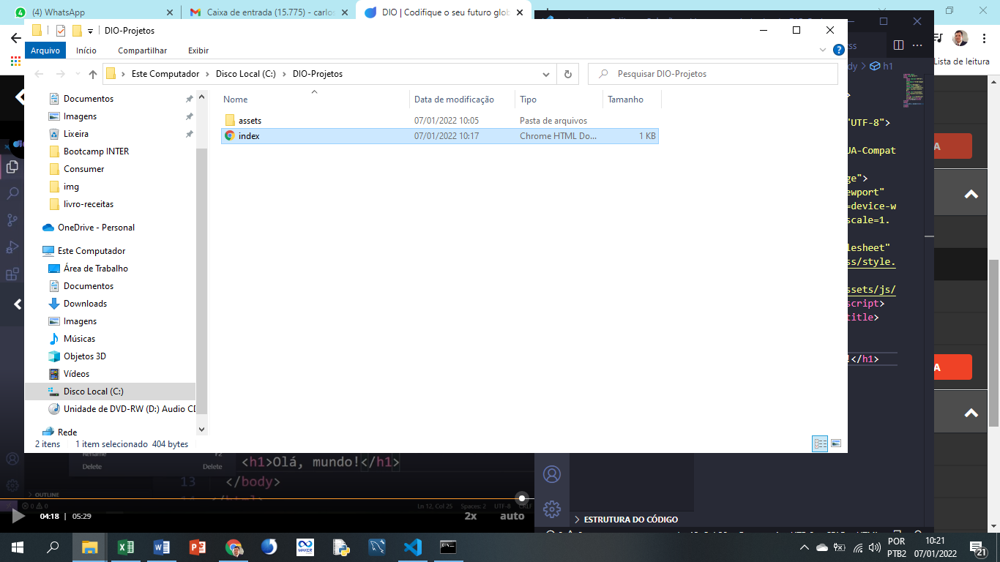 (4) WhatsApp
Caixa de entrada (15.775) - carlos
DIO | Codifique o seu futuro glob
DIO-Projetos
Arquivo
Início
Compartilhar
Exibir
Este Computador
Disco Local (C:)
DIO-Projetos
Pesquisar DIO-Projetos
Lista de leitura
h1
Documentos
Imagens
Lixeira
Bootcamp INTER
Consumer
img
livro-receitas
OneDrive - Personal
Este Computador
Área de Trabalho
Documentos
Downloads
Imagens
Músicas
Objetos 3D
Vídeos
Disco Local (C:)
Unidade de DVD-RW (D:) Audio CD
Rede
Nome
Data de modificação
Tipo
Tamanho
assets
07/01/2022 10:05
Pasta de arquivos
index
07/01/2022 10:17
Chrome HTML Do...
1 KB
2 itens
1 item selecionado
404 bytes
"UTF-8">
UA-Compat
ge">
ewport"
=device-w
scale=1.
lesheet"
ss/style.
ssets/js/
script>
title>
!</h1>
A
A
Rename
F2
Delete
Delete
<h1>Olá, mundo!</h1>
13
</body>
OUTLINE
Ln 12, Col 25
Spaces: 2
UTF-8
CRLF
04:18 | 05:29
2x
auto
ESTRUTURA DO CÓDIGO
POR
PTB2
10:21
07/01/2022
21